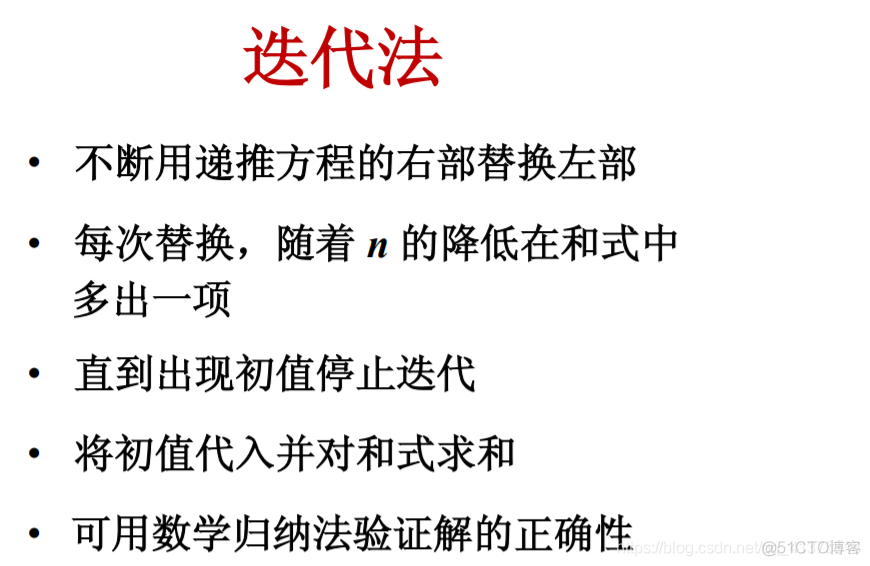 迭代法
• 不断用递推方程的右部替换左部
• 每次替换，随着 n 的降低在和式中
多出一项
• 直到出现初值停止迭代
• 将初值代入并对和式求和
• 可用数学归纳法验证解的正确性
https://blog.csdn.net/ @51CTO博客